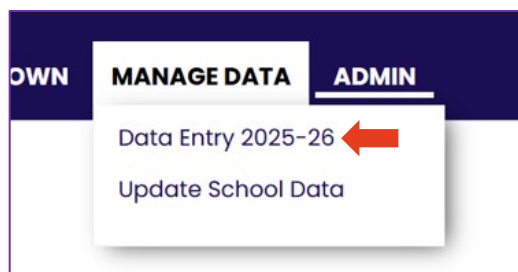 OWN MANAGE DATA ADMIN
Data Entry 2025-26
Update School Data